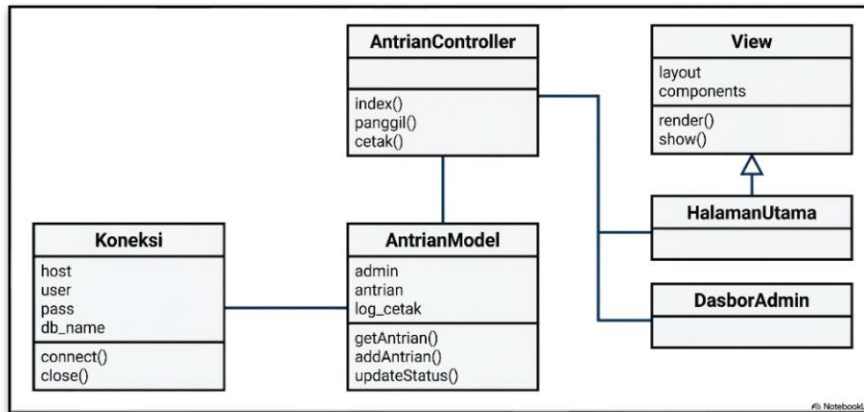 AntrianController
index()
panggil()
cetak()
View
layout
components
render()
show()
HalamanUtama
DasborAdmin
Koneksi
host
user
pass
db_name
connect()
close()
AntrianModel
admin
antrian
log_cetak
getAntrian()
addAntrian()
updateStatus()